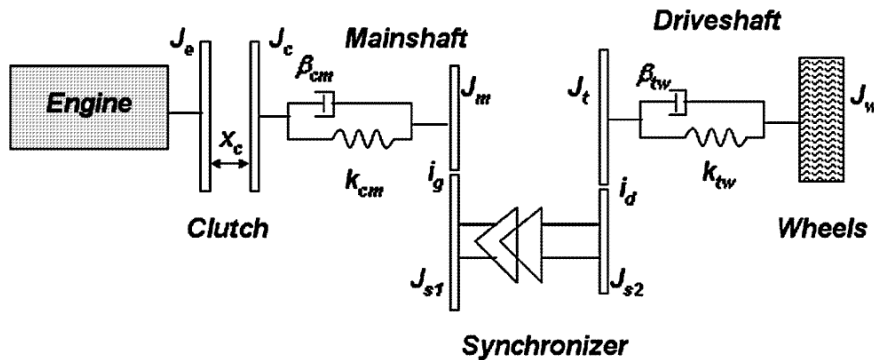 Driveshaft
Mainshaft
J_e
J_c
β_cm
J_m
J_t
β_tw
J_w
Engine
x_c
k_cm
i_g
i_d
k_tw
Clutch
Wheels
J_s1
J_s2
Synchronizer